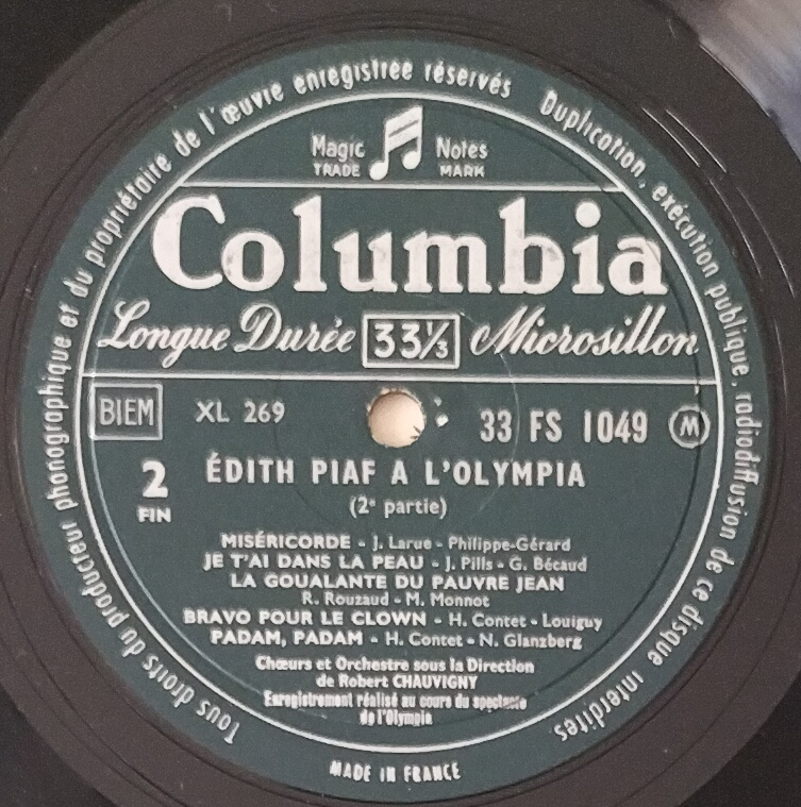 Tous droits du producteur phonographique et du propriétaire de l'œuvre enregistrée réservés Duplication, exécution publique, radiodiffusion de ce disque interdites
Magic Notes
TRADE MARK
Columbia
Longue Durée 33⅓ Microsillon
BIEM XL 269 33 FS 1049 M
2 ÉDITH PIAF A L'OLYMPIA
FIN (2e partie)
MISÉRICORDE - J. Larue - Philippe-Gérard
JE T'AI DANS LA PEAU - J. Pills - G. Bécaud
LA GOUALANTE DU PAUVRE JEAN
R. Rouzaud - M. Monnot
BRAVO POUR LE CLOWN - H. Contet - Louiguy
PADAM, PADAM - H. Contet - N. Glanzberg
Chœurs et Orchestre sous la Direction
de Robert CHAUVIGNY
Enregistrement réalisé au cours du spectacle
de l'Olympia
MADE IN FRANCE